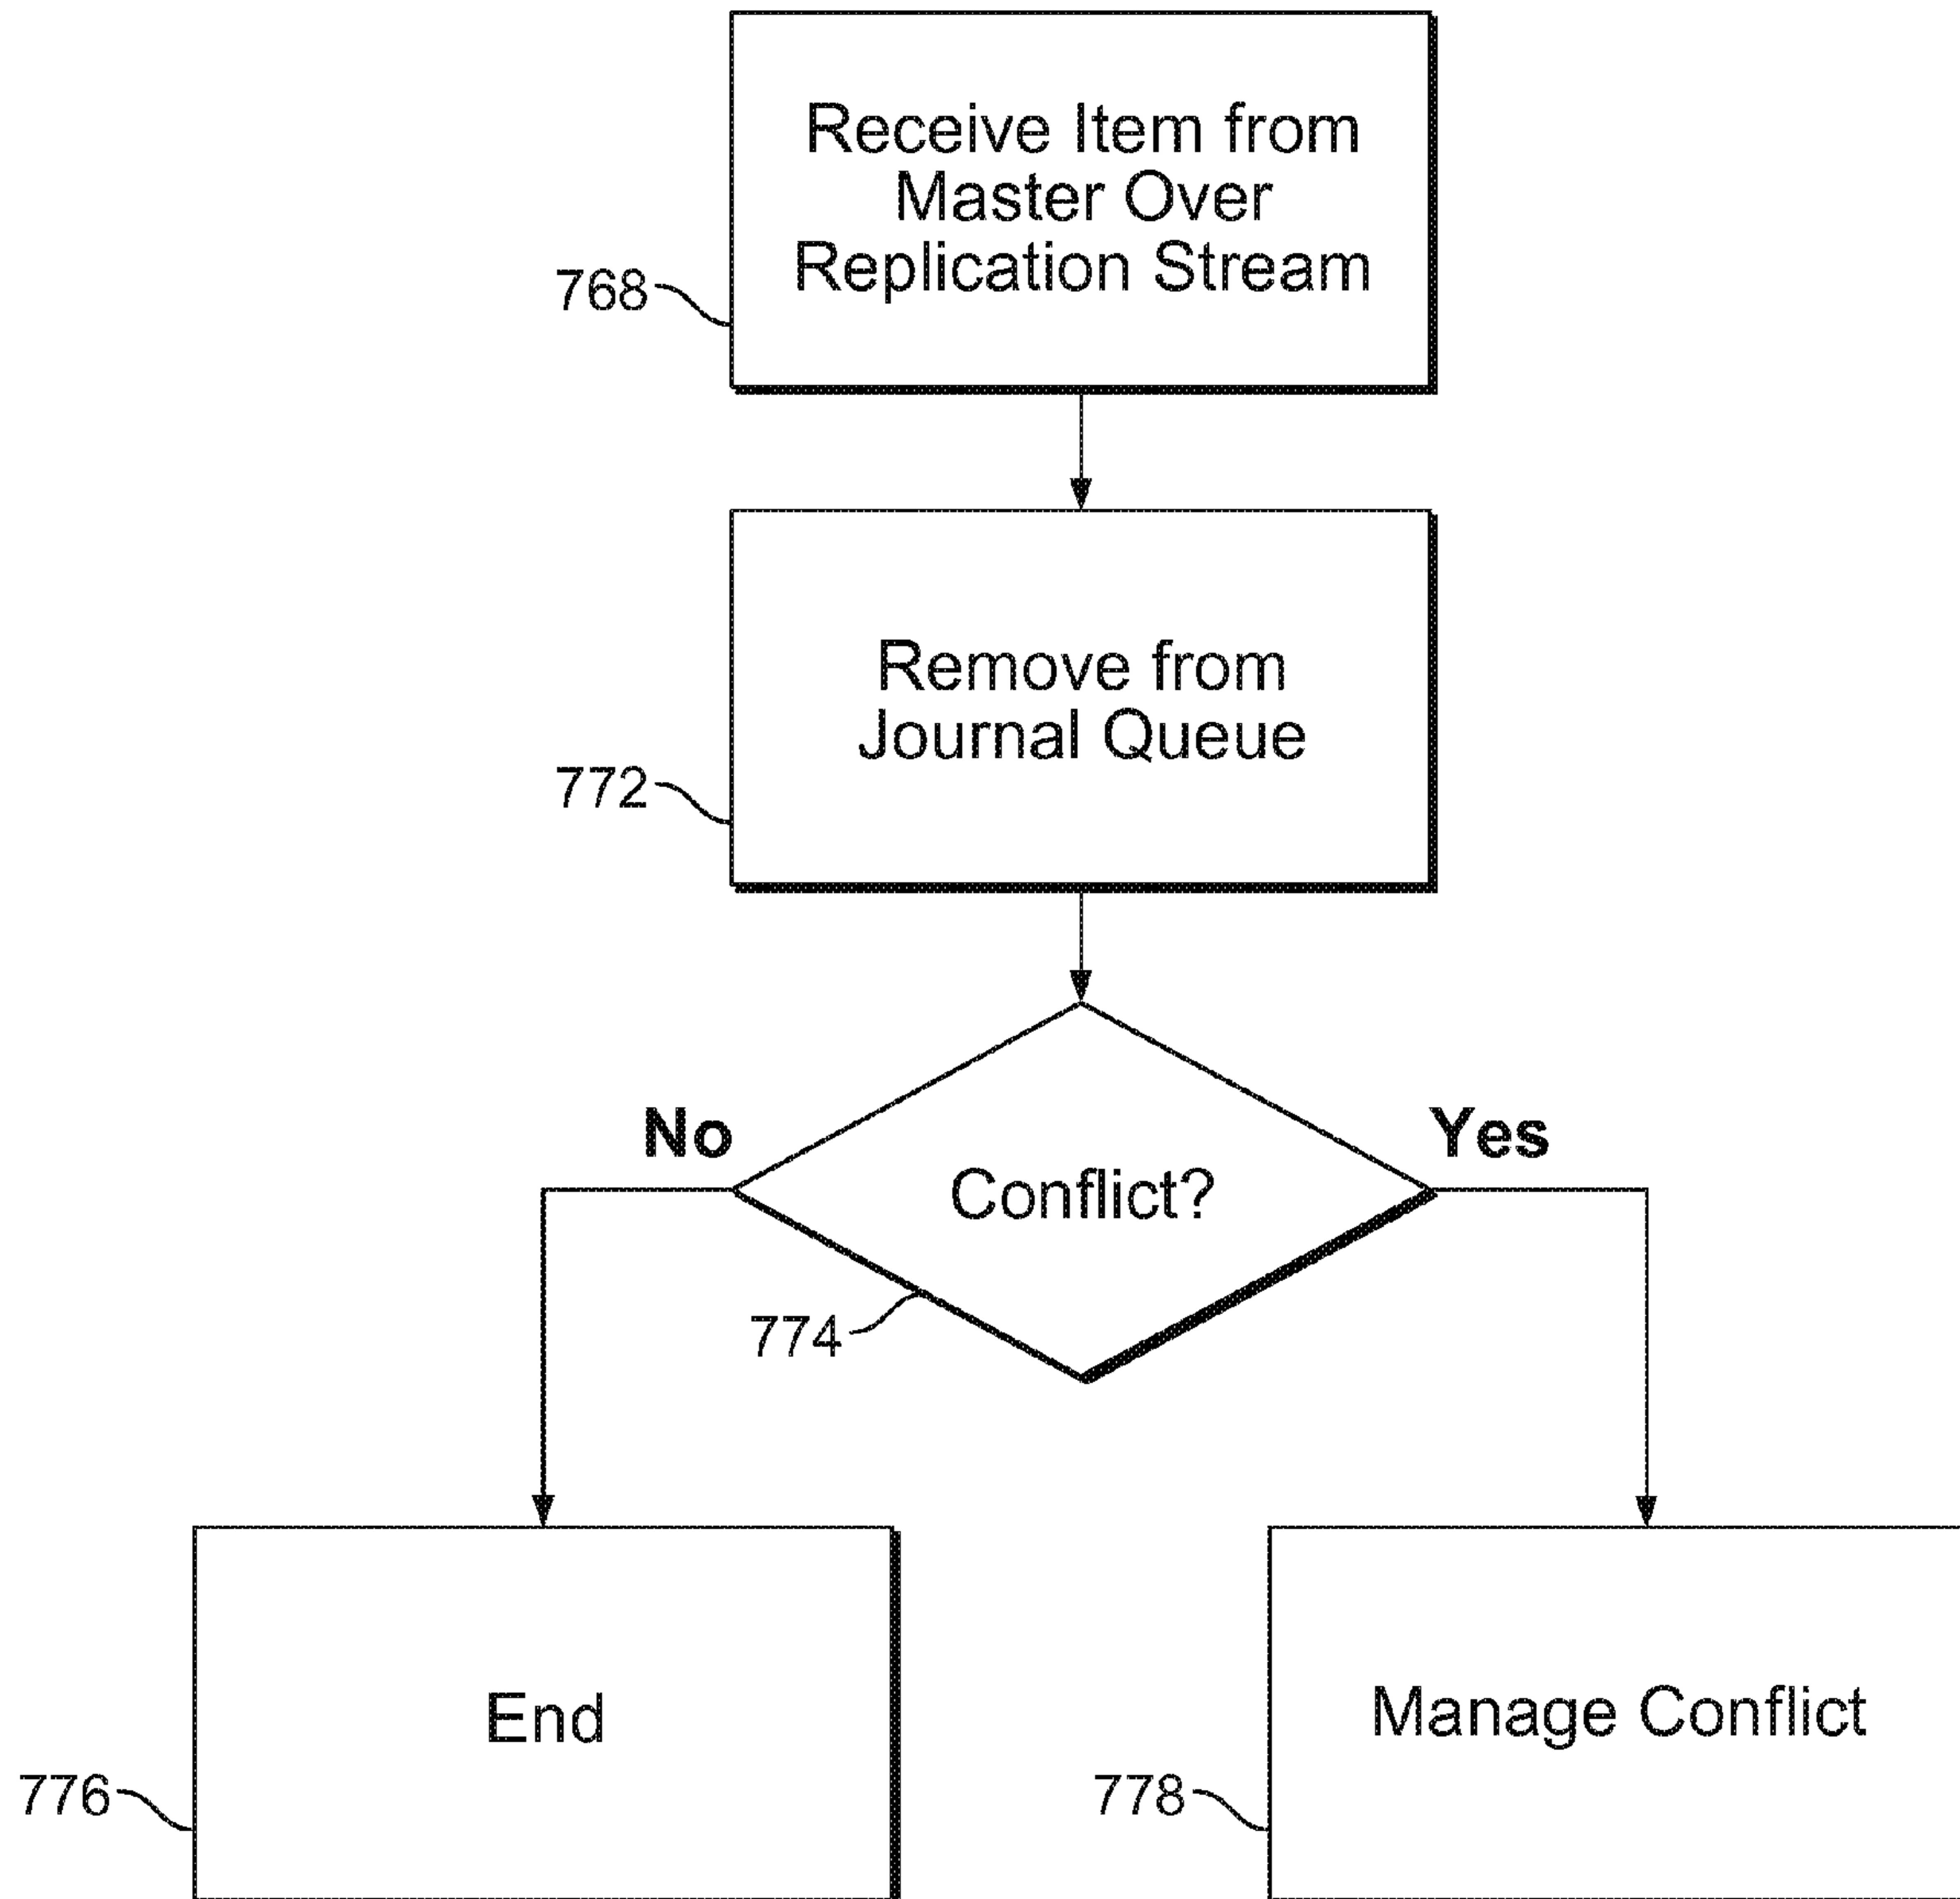 Receive Item from
Master Over
Replication Stream
768
Remove from
Journal Queue
772
No
Yes
Conflict?
774
End
Manage Conflict
776
778